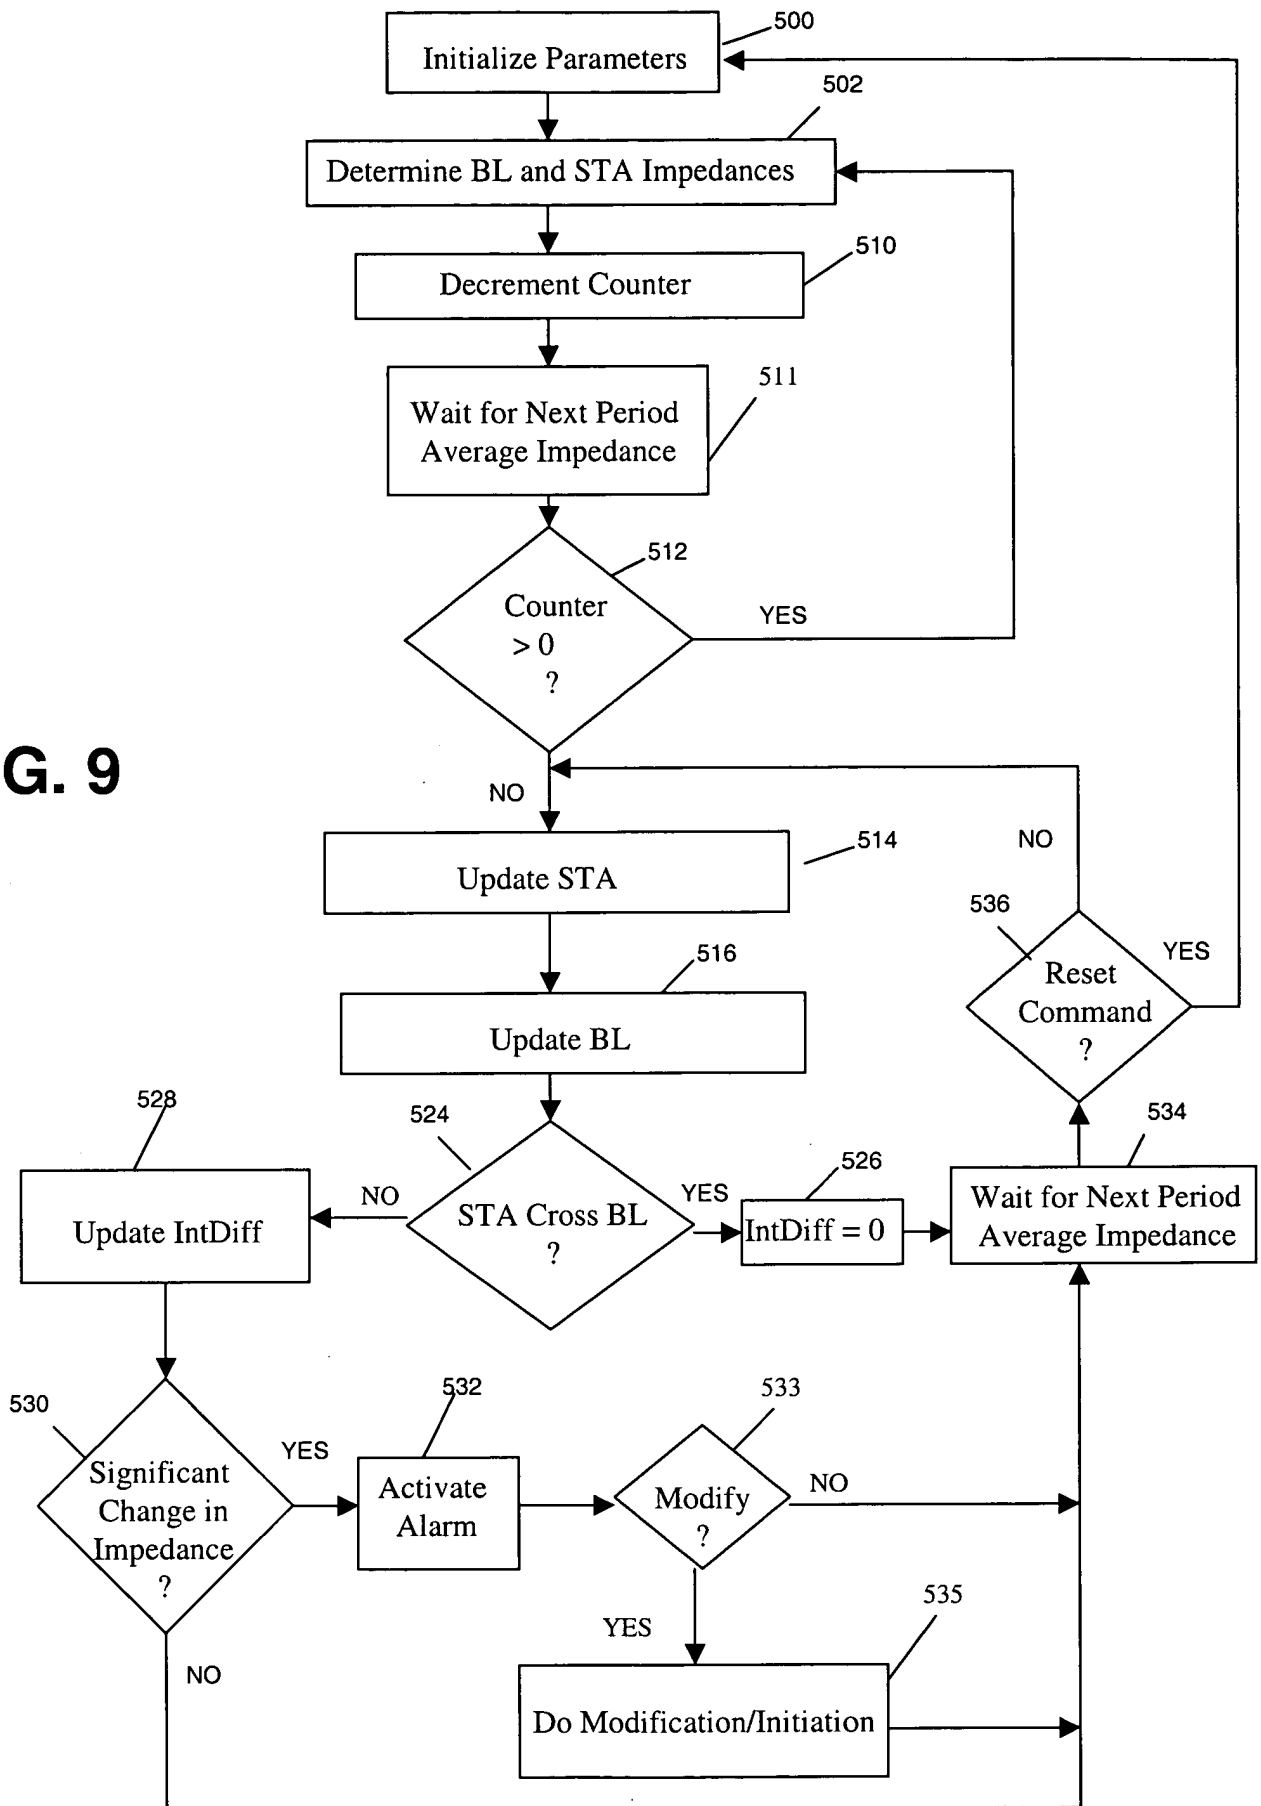 500
Initialize Parameters
502
Determine BL and STA Impedances
510
Decrement Counter
511
Wait for Next Period
Average Impedance
512
Counter
> 0
?
YES
G. 9
NO
514
Update STA
NO
536
Reset
Command
?
YES
516
Update BL
528
Update IntDiff
NO
524
STA Cross BL
?
YES
526
IntDiff = 0
534
Wait for Next Period
Average Impedance
530
Significant
Change in
Impedance
?
YES
532
Activate
Alarm
533
Modify
?
NO
YES
535
Do Modification/Initiation
NO